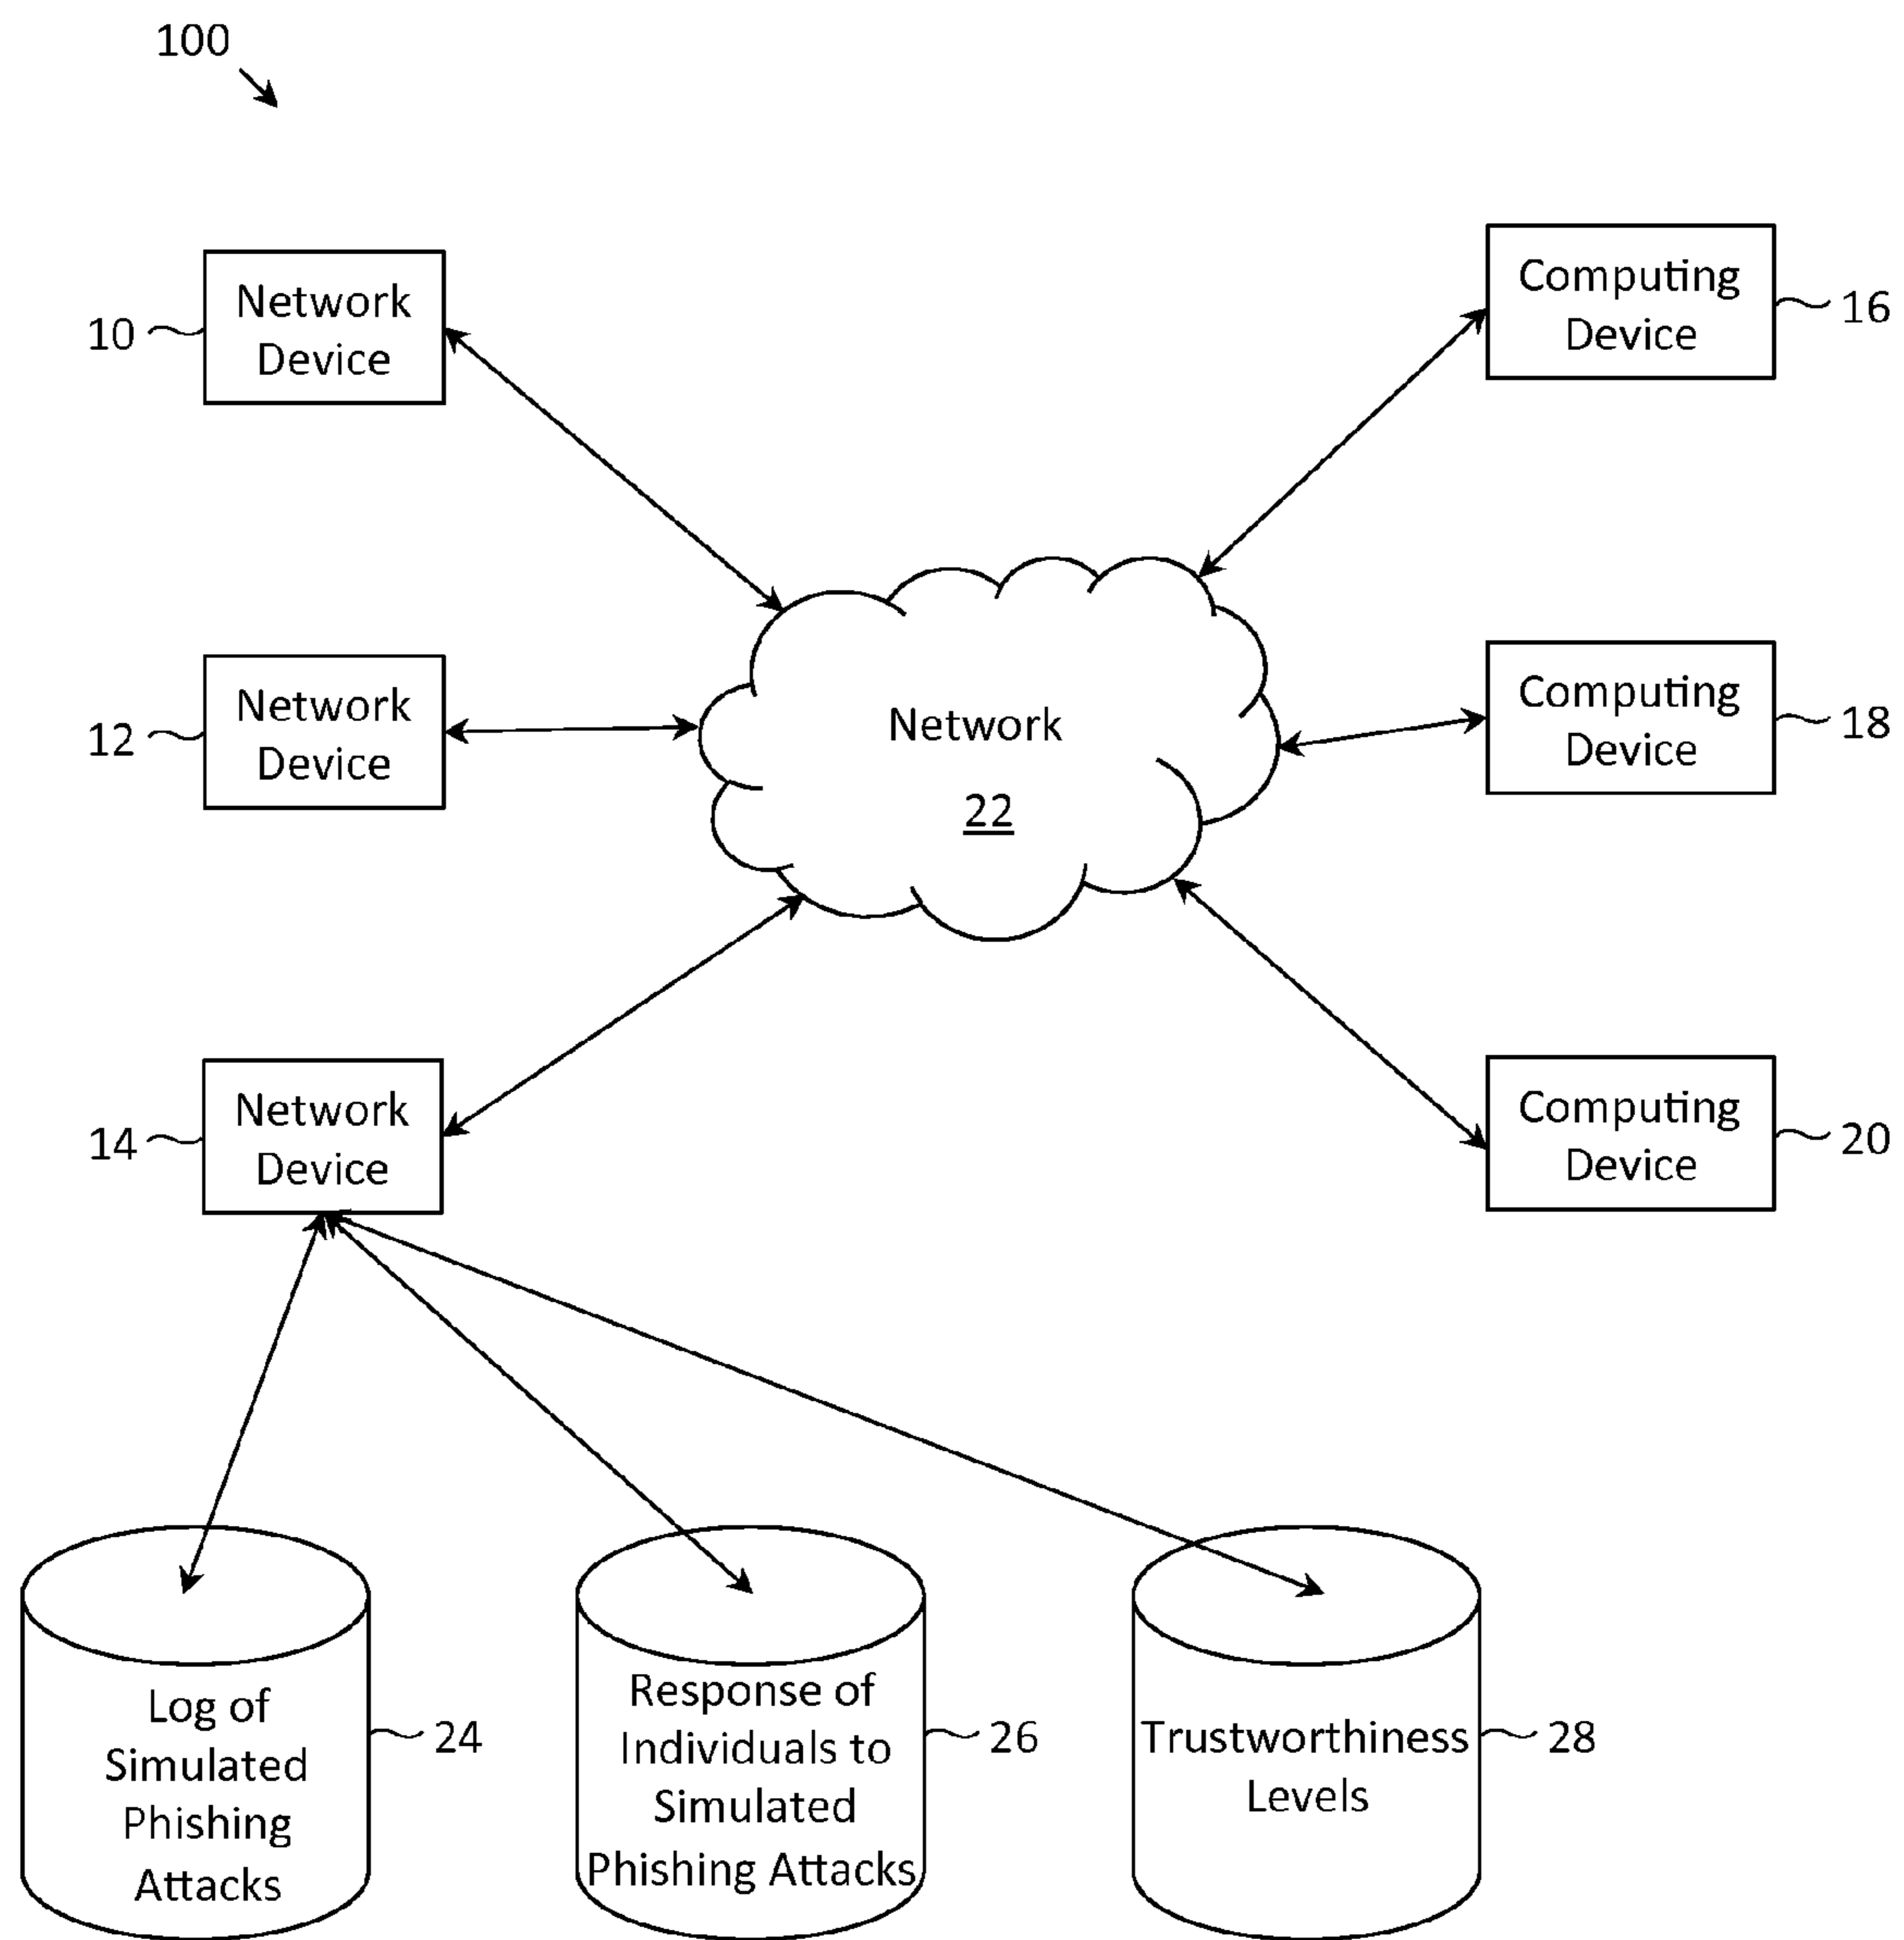 100
Network
Device
10
Computing
Device
16
Network
Device
12
Network
22
Computing
Device
18
Network
Device
14
Computing
Device
20
Log of
Simulated
Phishing
Attacks
24
Response of
Individuals to
Simulated
Phishing Attacks
26
Trustworthiness
Levels
28